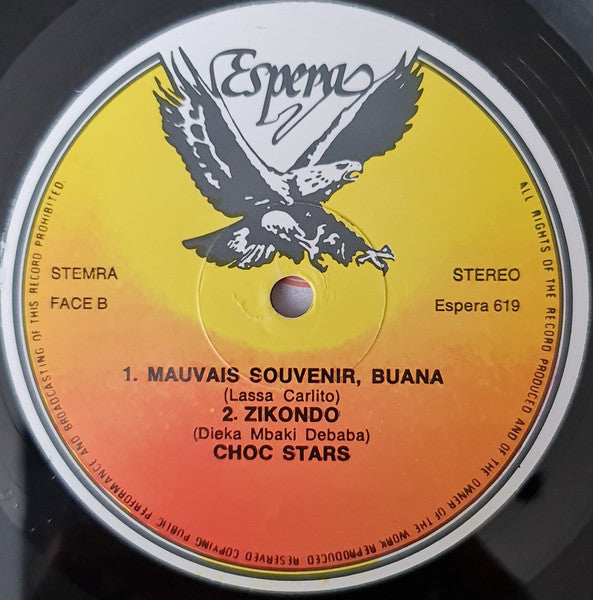 Espera
STEMRA
STEREO
FACE B
Espera 619
1. MAUVAIS SOUVENIR, BUANA
(Lassa Carlito)
2. ZIKONDO
(Dieka Mbaki Debaba)
CHOC STARS
ALL RIGHTS OF THE RECORD PRODUCED AND OF THE OWNER OF THE WORK REPRODUCED RESERVED COPYING PUBLIC PERFORMANCE AND BROADCASTING OF THIS RECORD PROHIBITED.